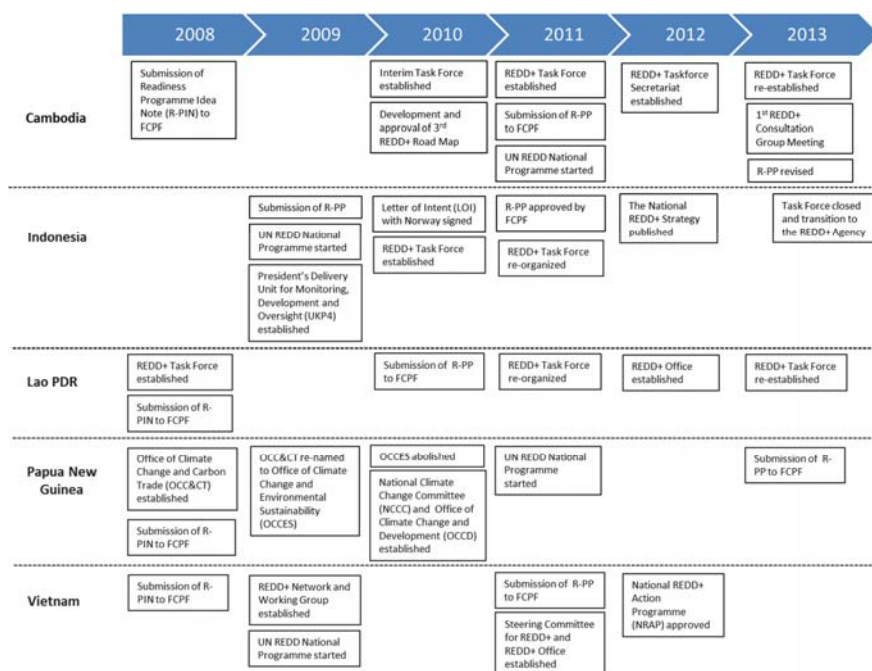 2008 2009 2010 2011 2012 2013
Cambodia
Submission of
Readiness
Programme Idea
Note (R-PIN) to
FCPF
Interim Task Force
established
Development and
approval of 3rd
REDD+ Road Map
REDD+ Task Force
established
Submission of R-PP
to FCPF
UN REDD National
Programme started
REDD+ Taskforce
Secretariat
established
REDD+ Task Force
re-established
1st REDD+
Consultation
Group Meeting
R-PP revised
Indonesia
Submission of R-PP
UN REDD National
Programme started
President's Delivery
Unit for Monitoring,
Development and
Oversight (UKP4)
established
Letter of Intent (LOI)
with Norway signed
REDD+ Task Force
established
R-PP approved by
FCPF
REDD+ Task Force
re-organized
The National
REDD+ Strategy
published
Task Force closed
and transition to
the REDD+ Agency
Lao PDR
REDD+ Task Force
established
Submission of R-
PIN to FCPF
Submission of R-PP
to FCPF
REDD+ Task Force
re-organized
REDD+ Office
established
REDD+ Task Force
re-established
Papua New
Guinea
Office of Climate
Change and Carbon
Trade (OCC&CT)
established
Submission of R-
PIN to FCPF
OCC&CT re-named
to Office of Climate
Change and
Environmental
Sustainability
(OCCES)
OCCES abolished
National Climate
Change Committee
(NCCC) and Office
of Climate Change and
Development (OCCD)
established
UN REDD National
Programme
started
Submission of R-
PP to FCPF
Vietnam
Submission of R-
PIN to FCPF
REDD+ Network and
Working Group
established
UN REDD National
Programme started
Submission of R-PP
to FCPF
Steering Committee
for REDD+ and
REDD+ Office
established
National REDD+
Action
Programme
(NRAP) approved